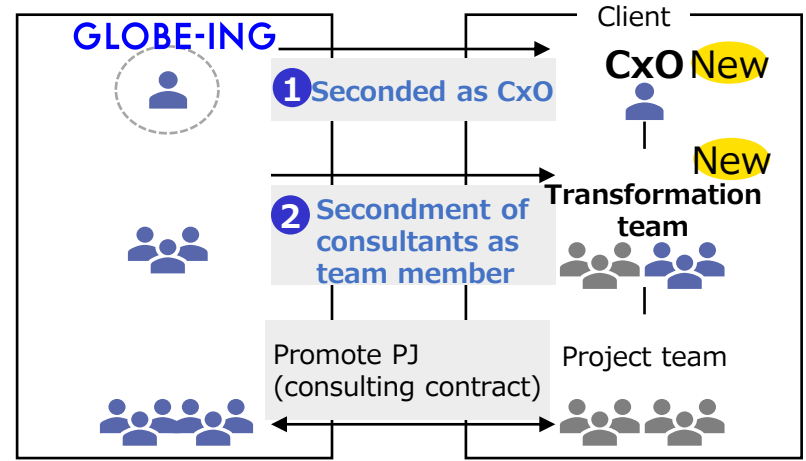 Client
GLOBE-ING
CxO New
1 Seconded as CxO
New
Transformation
team
2 Secondment of
consultants as
team member
Promote PJ
(consulting contract)
Project team